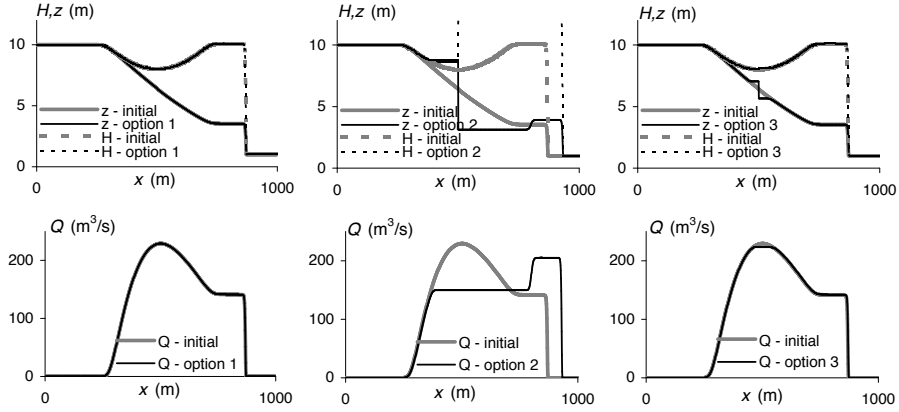 H,z (m)
10
5
0
z - initial
z - option 1
H - initial
H - option 1
0
x (m)
1000
H,z (m)
10
5
0
z - initial
z - option 2
H - initial
H - option 2
0
x (m)
1000
H,z (m)
10
5
0
z - initial
z - option 3
H - initial
H - option 3
0
x (m)
1000
Q (m³/s)
200
100
0
Q - initial
Q - option 1
0
x (m)
1000
Q (m³/s)
200
100
0
Q - initial
Q - option 2
0
x (m)
1000
Q (m³/s)
200
100
0
Q - initial
Q - option 3
0
x (m)
1000